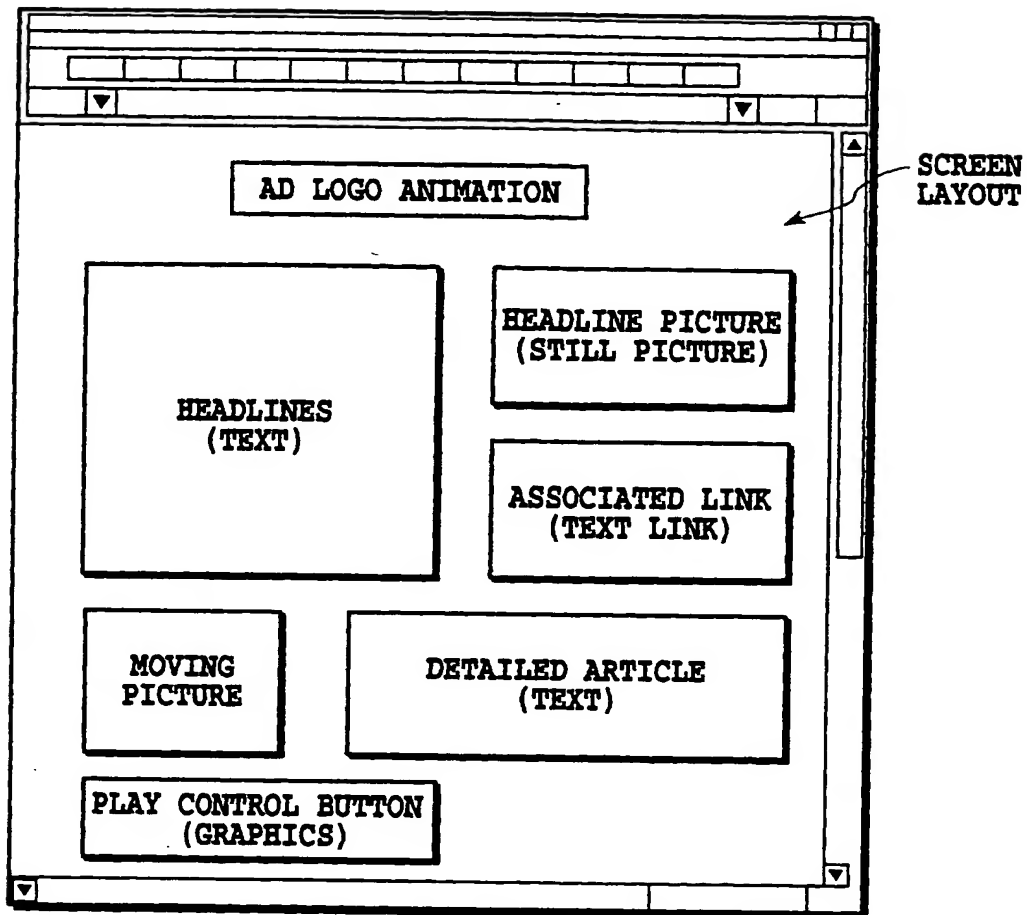 AD LOGO ANIMATION
SCREEN
LAYOUT
HEADLINES
(TEXT)
HEADLINE PICTURE
(STILL PICTURE)
ASSOCIATED LINK
(TEXT LINK)
MOVING
PICTURE
DETAILED ARTICLE
(TEXT)
PLAY CONTROL BUTTON
(GRAPHICS)